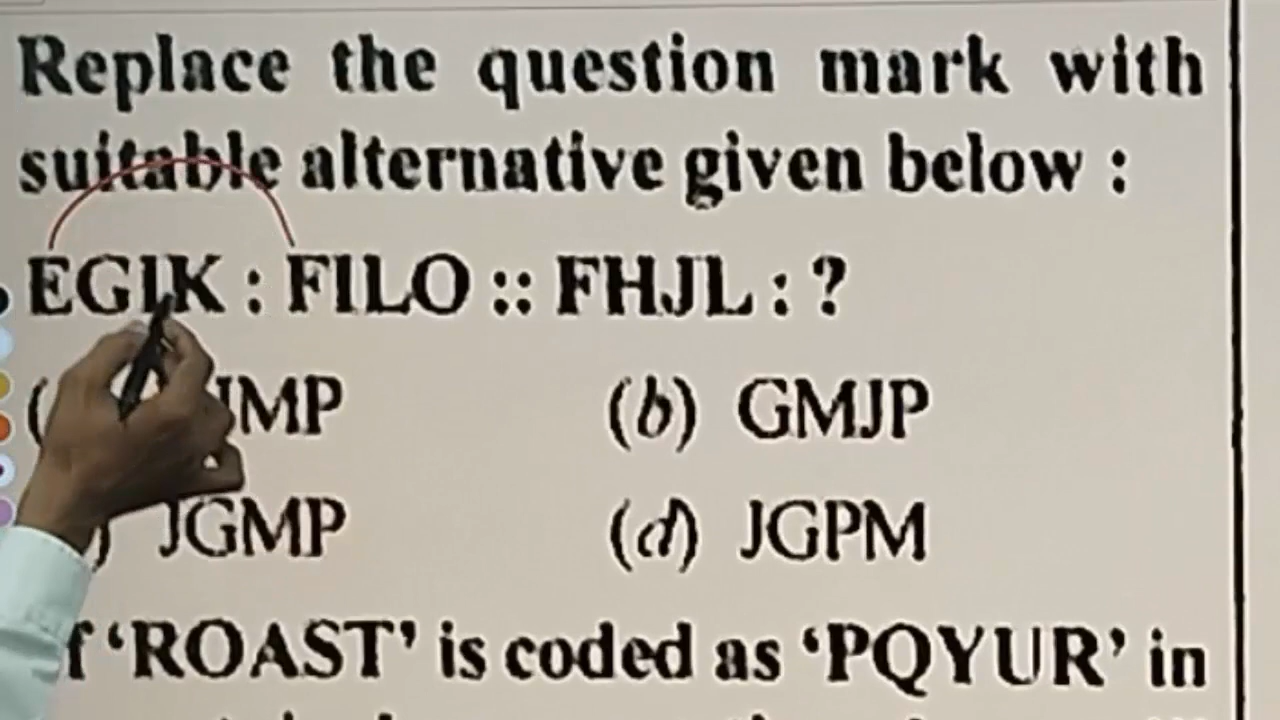 Replace the question mark with
suitable alternative given below :
EGIK : FILO :: FHJL : ?
(b) GMJP
JGMP (d) JGPM
‘ROAST’ is coded as ‘PQYUR’ in